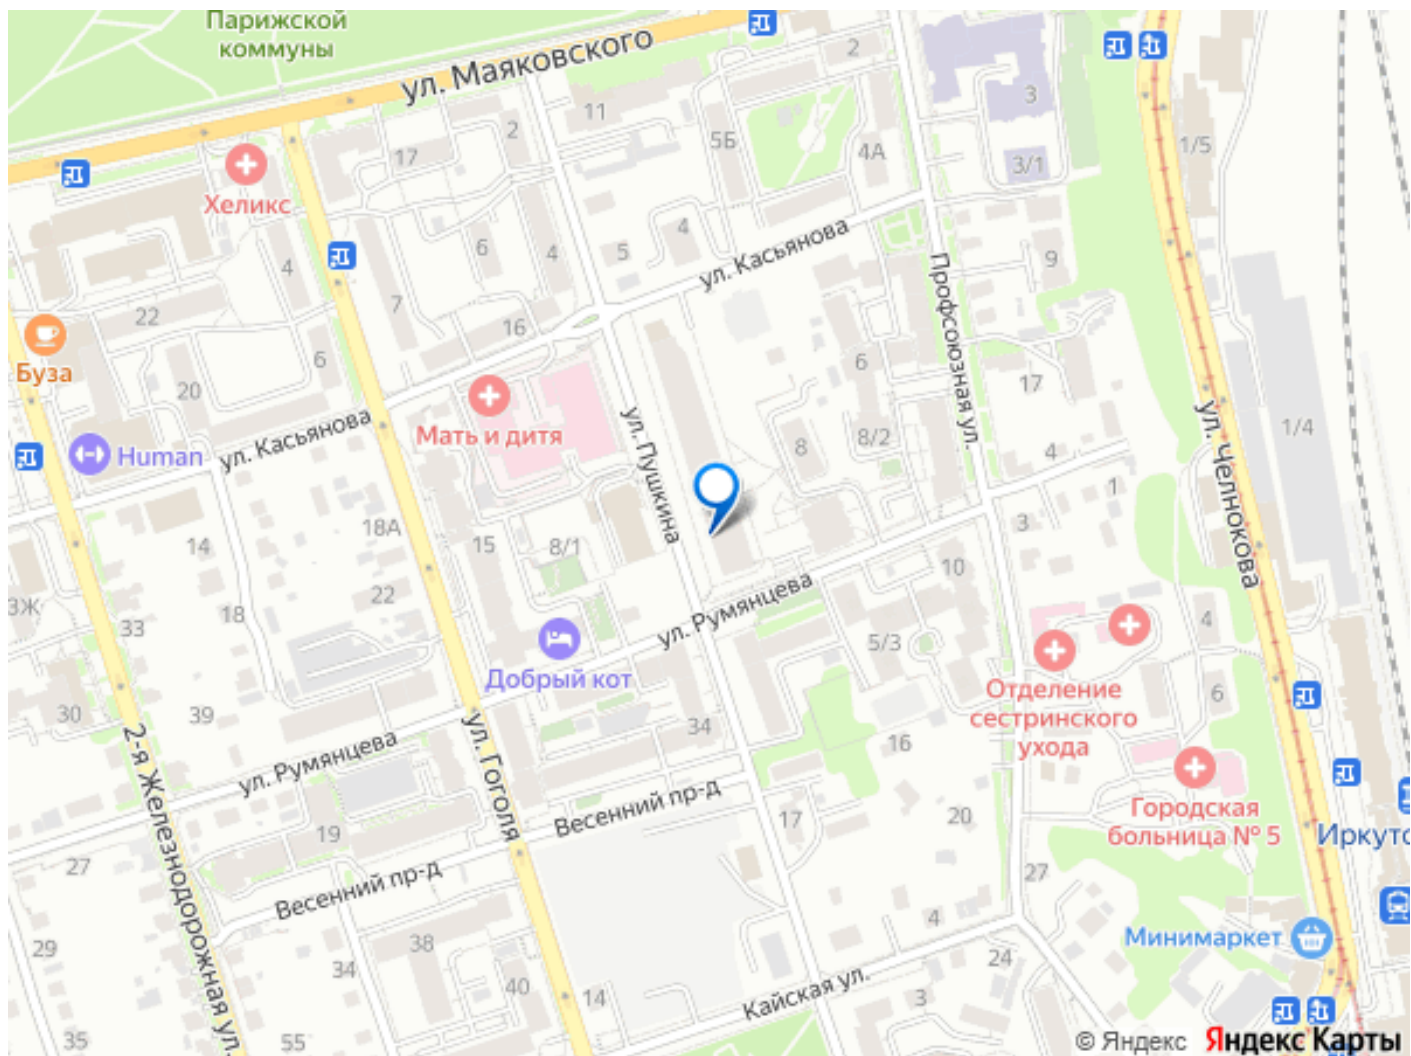 Парижской
коммуны
ул. Маяковского
2
11
2
17
5Б
4А
3
3/1
1/5
Хеликс
4
6
4
5
4
ул. Касьянова
9
Профсоюзная ул.
22
7
16
Буза
6
20
6
17
Мать и дитя
ул. Касьянова
Human
ул. Пушкина
8
8/2
4
1/4
ул. Челнокова
18А
14
15
8/1
3
1
22
10
3Ж
33
18
ул. Румянцева
5/3
4
Добрый кот
Отделение
сестринского
ухода
6
30
39
34
16
2-я Железнодорожная ул.
ул. Румянцева
ул. Гоголя
Весенний пр-д
17
20
Городская
больница № 5
Иркутс
19
27
Весенний пр-д
27
4
Минимаркет
29
38
34
40
14
24
Кайская ул.
3
35
55
© Яндекс Яндекс Карты